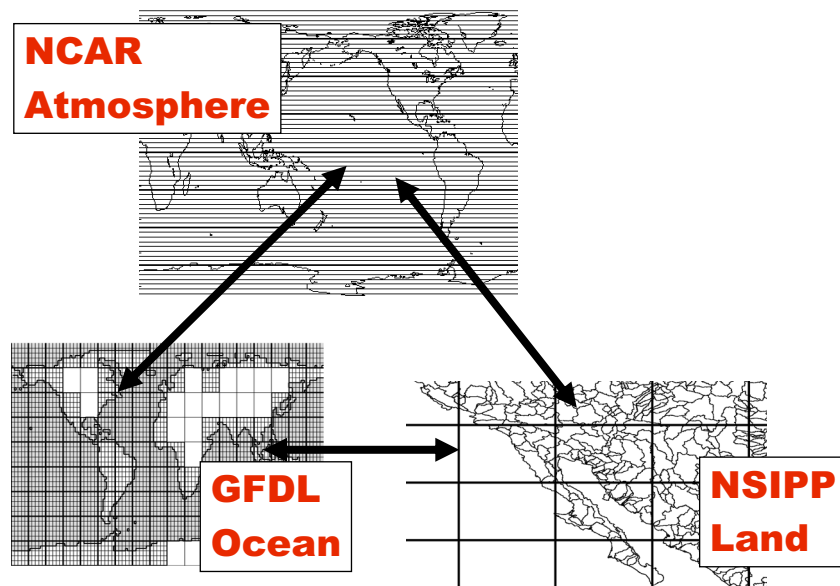 NCAR
Atmosphere
GFDL
Ocean
NSIPP
Land